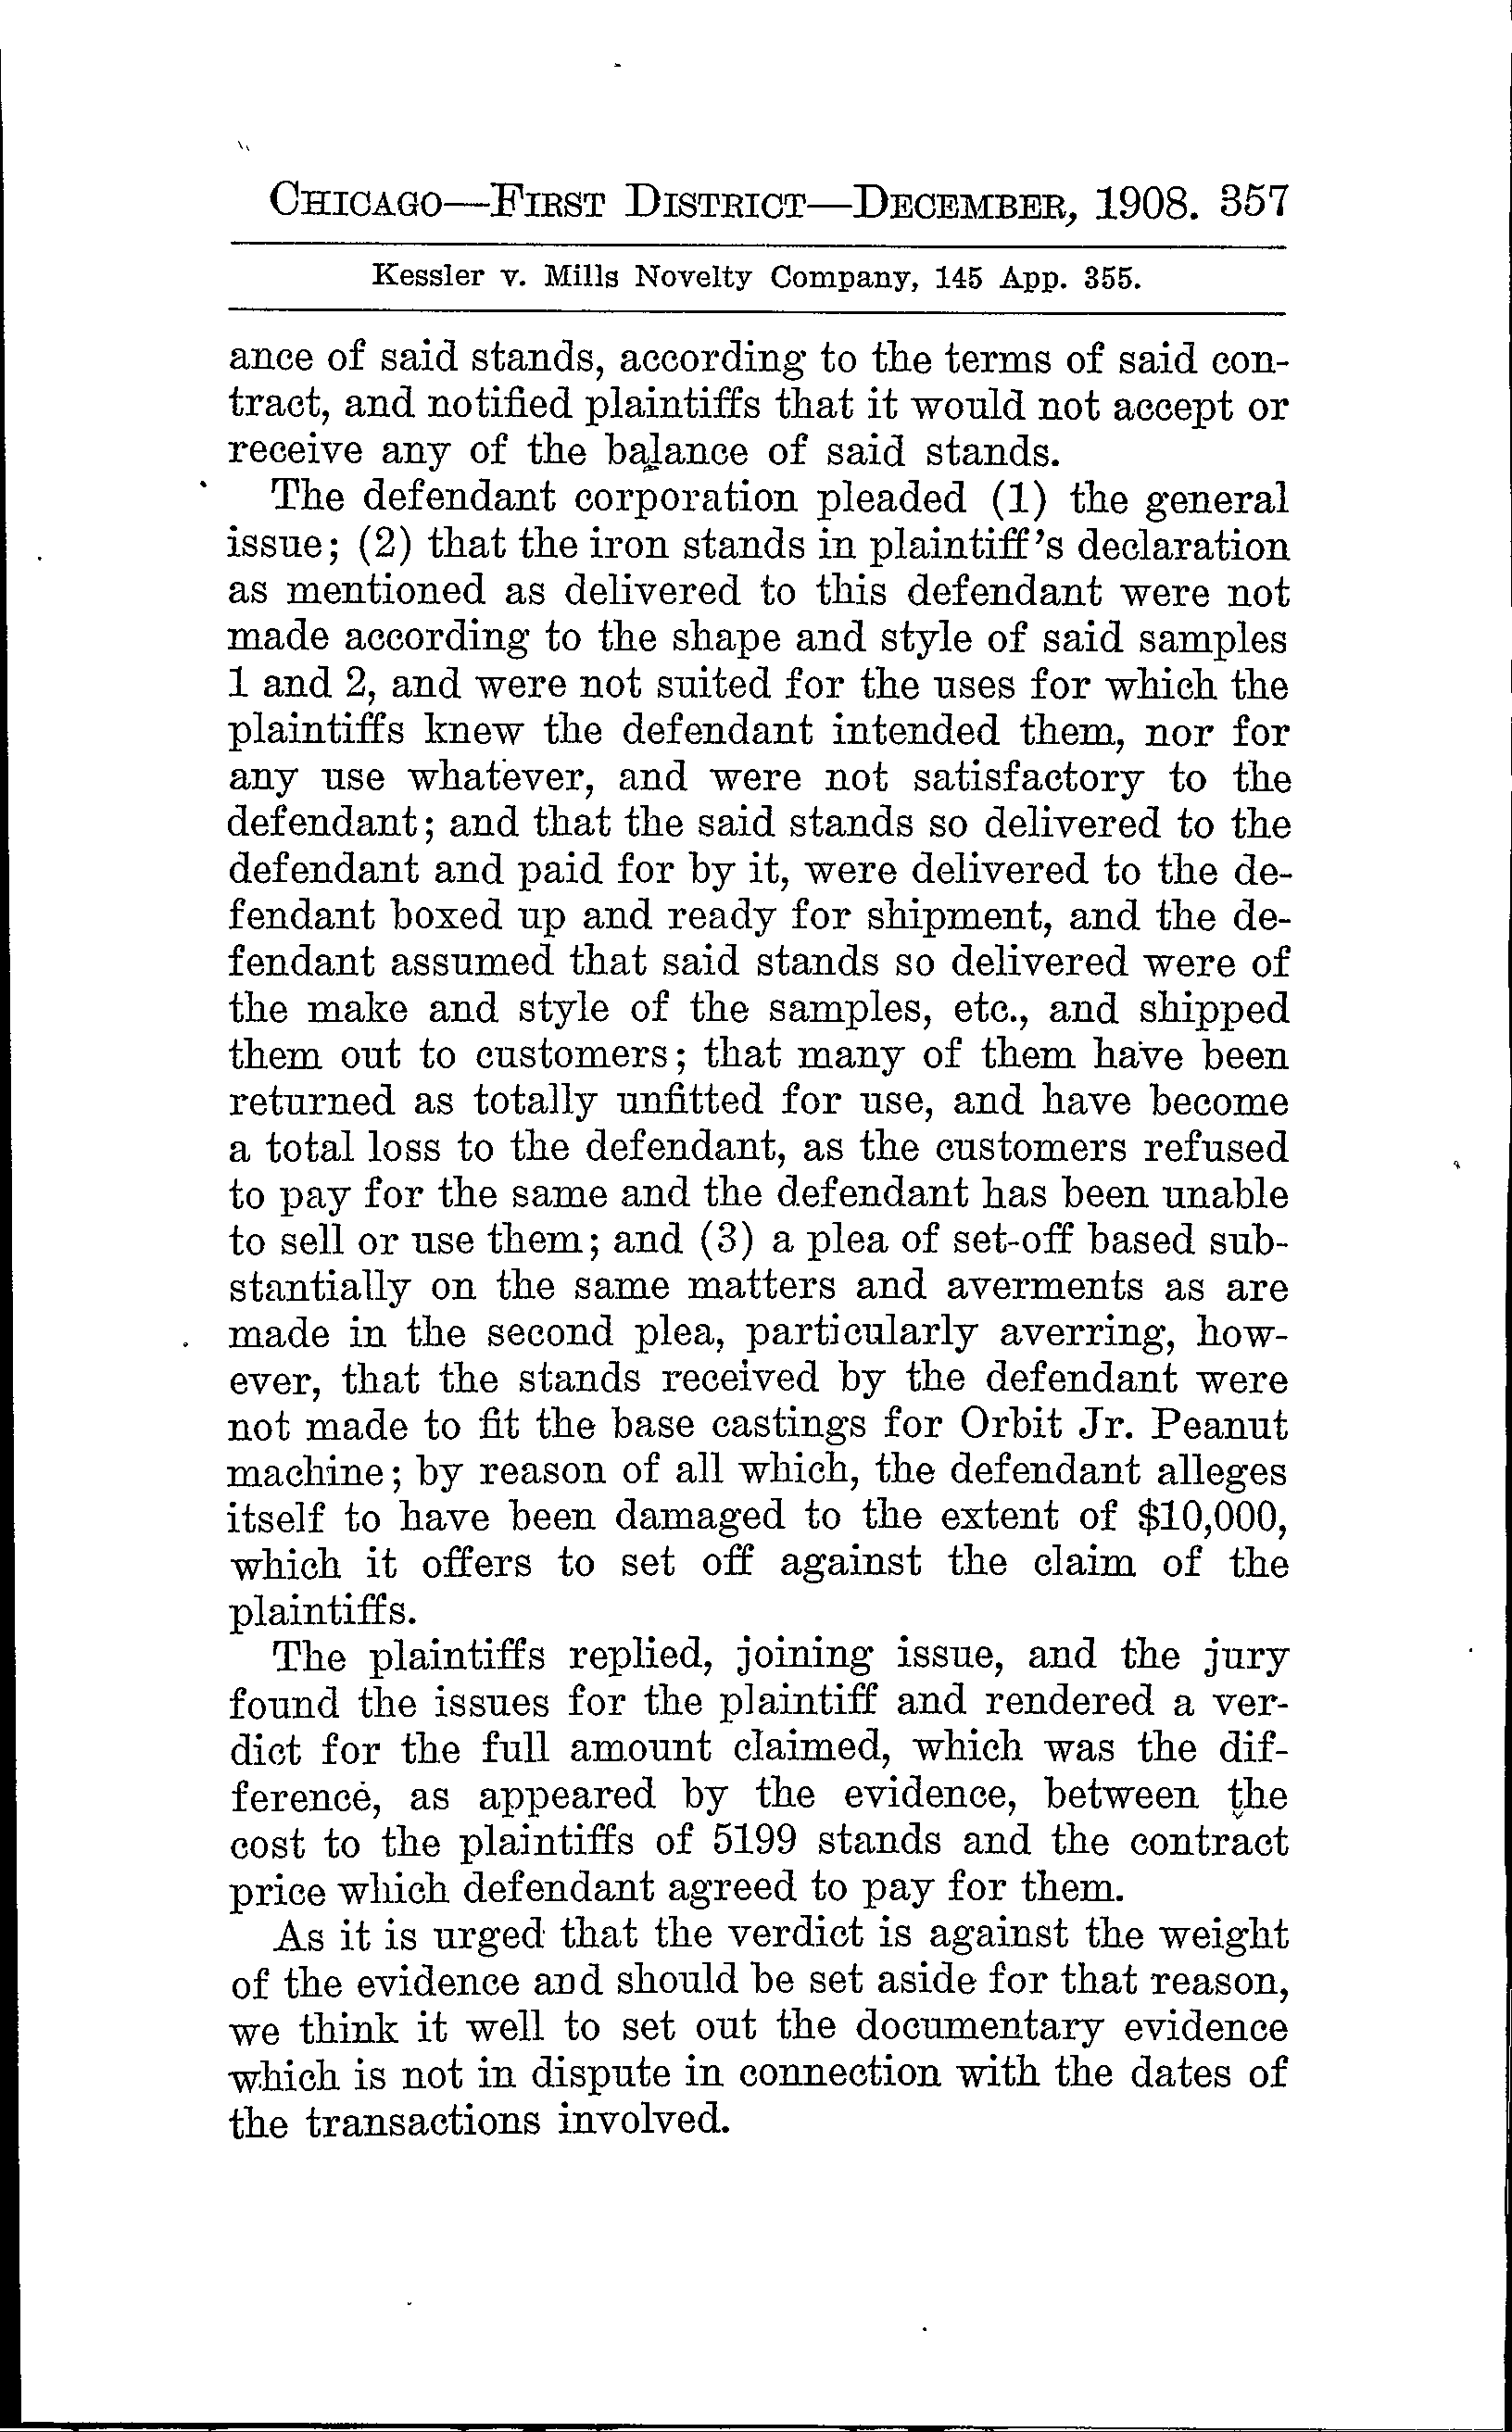 CHICAGO—FIRST DISTRICT—DECEMBER, 1908. 357
Kessler v. Mills Novelty Company, 145 App. 355.
ance of said stands, according to the terms of said con-
tract, and notified plaintiffs that it would not accept or
receive any of the balance of said stands.
The defendant corporation pleaded (1) the general
issue; (2) that the iron stands in plaintiff's declaration
as mentioned as delivered to this defendant were not
made according to the shape and style of said samples
1 and 2, and were not suited for the uses for which the
plaintiffs knew the defendant intended them, nor for
any use whatever, and were not satisfactory to the
defendant; and that the said stands so delivered to the
defendant and paid for by it, were delivered to the de-
fendant boxed up and ready for shipment, and the de-
fendant assumed that said stands so delivered were of
the make and style of the samples, etc., and shipped
them out to customers; that many of them have been
returned as totally unfitted for use, and have become
a total loss to the defendant, as the customers refused
to pay for the same and the defendant has been unable
to sell or use them; and (3) a plea of set-off based sub-
stantially on the same matters and averments as are
made in the second plea, particularly averring, how-
ever, that the stands received by the defendant were
not made to fit the base castings for Orbit Jr. Peanut
machine; by reason of all which, the defendant alleges
itself to have been damaged to the extent of $10,000,
which it offers to set off against the claim of the
plaintiffs.
The plaintiffs replied, joining issue, and the jury
found the issues for the plaintiff and rendered a ver-
dict for the full amount claimed, which was the dif-
ference, as appeared by the evidence, between the
cost to the plaintiffs of 5199 stands and the contract
price which defendant agreed to pay for them.
As it is urged that the verdict is against the weight
of the evidence and should be set aside for that reason,
we think it well to set out the documentary evidence
which is not in dispute in connection with the dates of
the transactions involved.